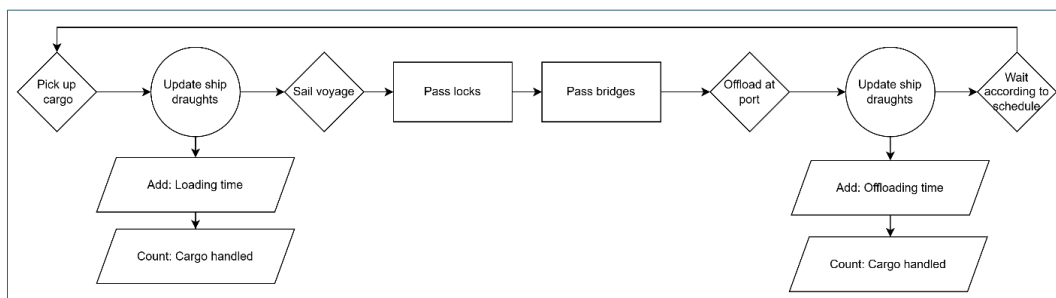 Pick up
cargo
Update ship
draughts
Sail voyage
Pass locks
Pass bridges
Offload at
port
Update ship
draughts
Wait
according to
schedule
Add: Loading time
Count: Cargo handled
Add: Offloading time
Count: Cargo handled